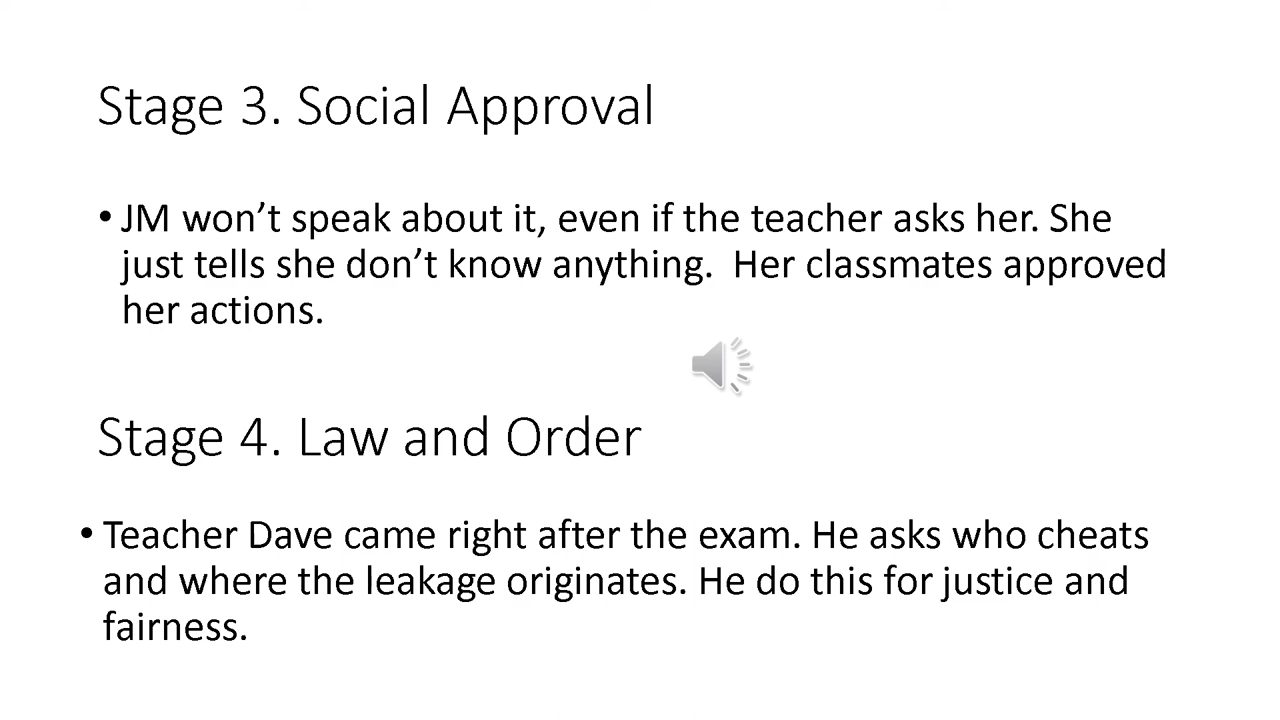 Stage 3. Social Approval
• JM won’t speak about it, even if the teacher asks her. She
just tells she don’t know anything.  Her classmates approved
her actions.
Stage 4. Law and Order
• Teacher Dave came right after the exam. He asks who cheats
and where the leakage originates. He do this for justice and
fairness.